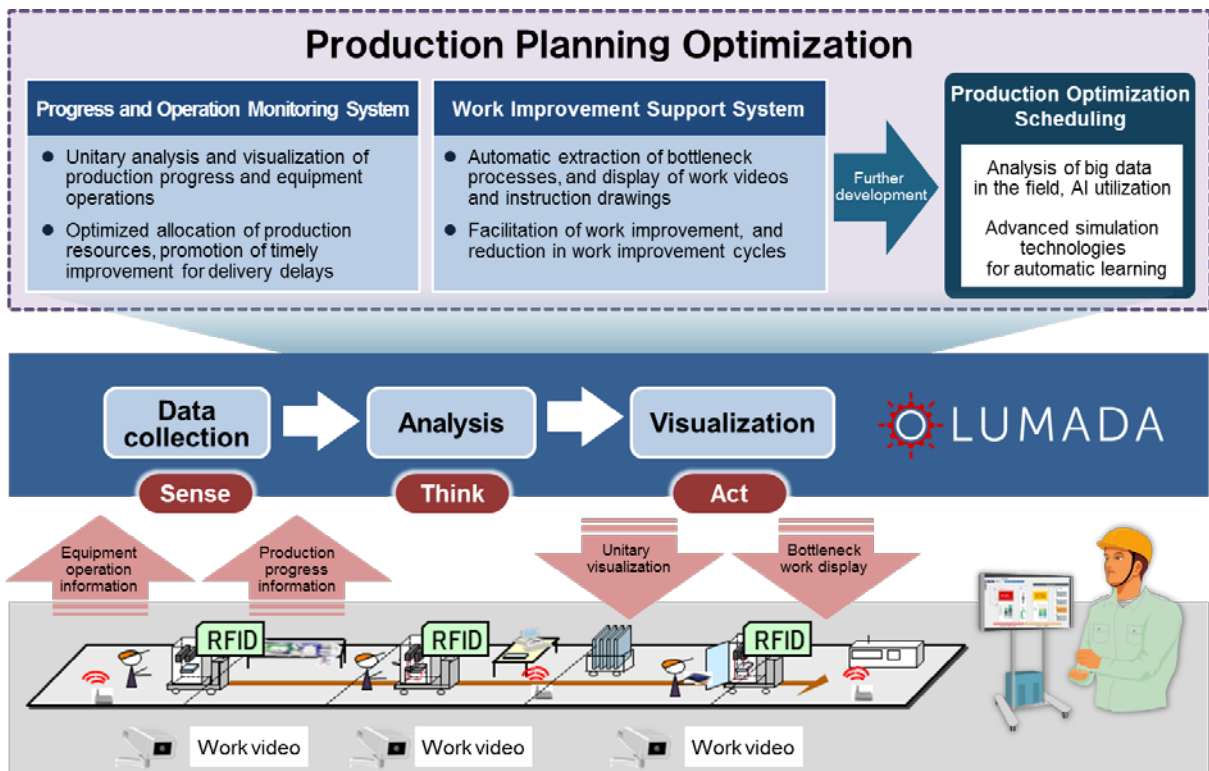 Production Planning Optimization
Progress and Operation Monitoring System
● Unitary analysis and visualization of
production progress and equipment
operations
● Optimized allocation of production
resources, promotion of timely
improvement for delivery delays
Work Improvement Support System
● Automatic extraction of bottleneck
processes, and display of work videos
and instruction drawings
● Facilitation of work improvement, and
reduction in work improvement cycles
Further
development
Production Optimization
Scheduling
Analysis of big data
in the field, AI utilization
Advanced simulation
technologies
for automatic learning
Data
collection
Analysis
Visualization
LUMADA
Sense
Think
Act
Equipment
operation
information
Production
progress
information
Unitary
visualization
Bottleneck
work display
RFID
RFID
RFID
Work video
Work video
Work video